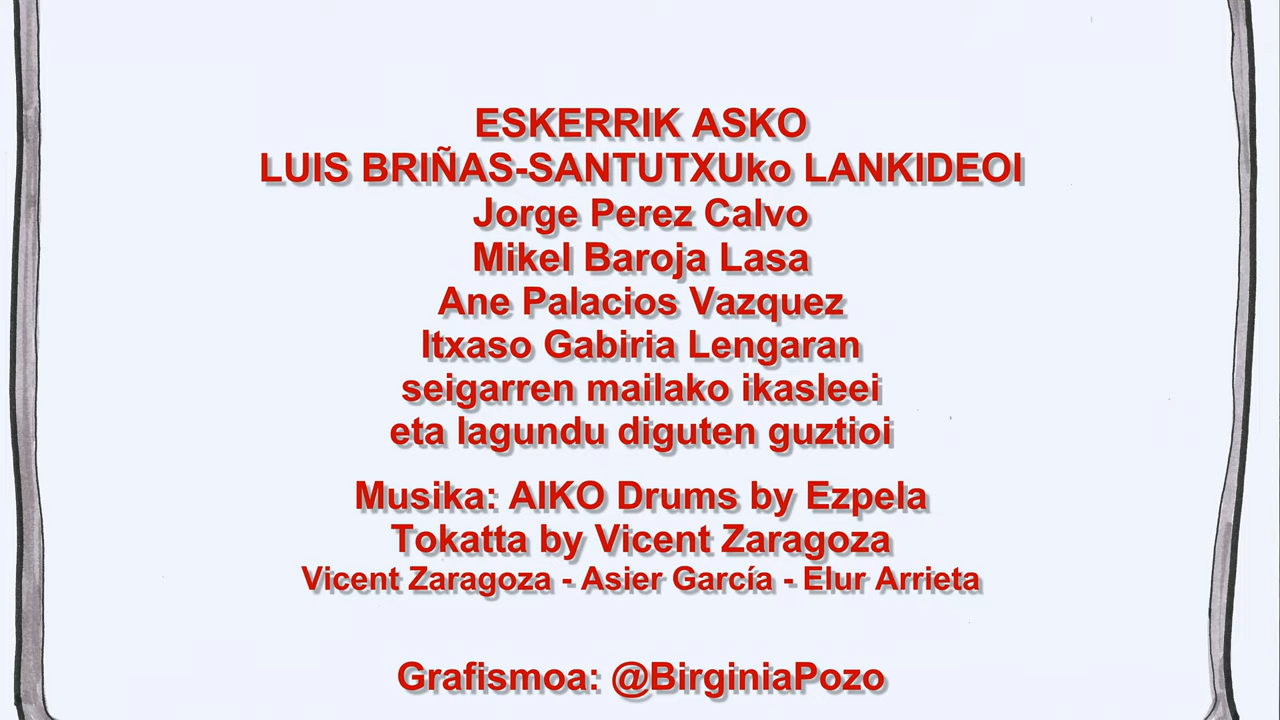 ESKERRIK ASKO
LUIS BRIÑAS-SANTUTXUko LANKIDEOI
Jorge Perez Calvo
Mikel Baroja Lasa
Ane Palacios Vazquez
Itxaso Gabiria Lengaran
seigarren mailako ikasleei
eta lagundu diguten guztioi
Musika: AIKO Drums by Ezpela
Tokatta by Vicent Zaragoza
Vicent Zaragoza - Asier García - Elur Arrieta
Grafismoa: @BirginiaPozo